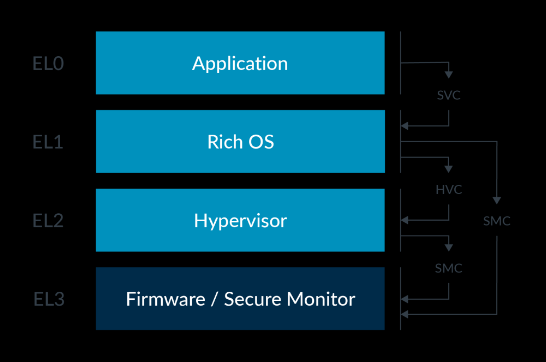 EL0
Application
SVC
EL1
Rich OS
HVC
EL2
Hypervisor
SMC
SMC
EL3
Firmware / Secure Monitor